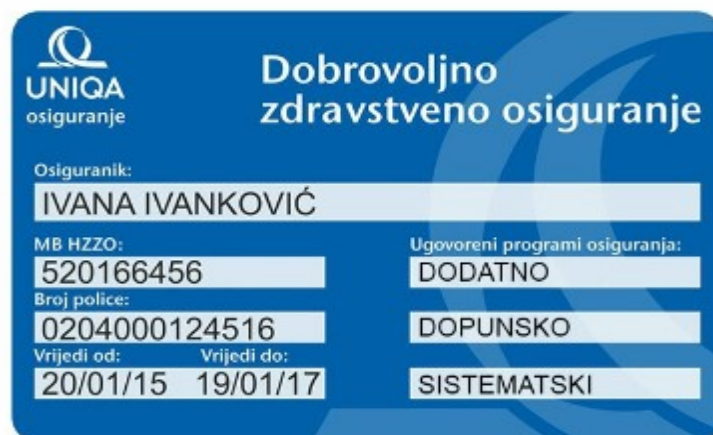 UNIQA
osiguranje
Dobrovoljno
zdravstveno osiguranje
Osiguranik:
IVANA IVANKOVIĆ
MB HZZO:
520166456
Broj police:
0204000124516
Vrijedi od: Vrijedi do:
20/01/15 19/01/17
Ugovoreni programi osiguranja:
DODATNO
DOPUNSKO
SISTEMATSKI